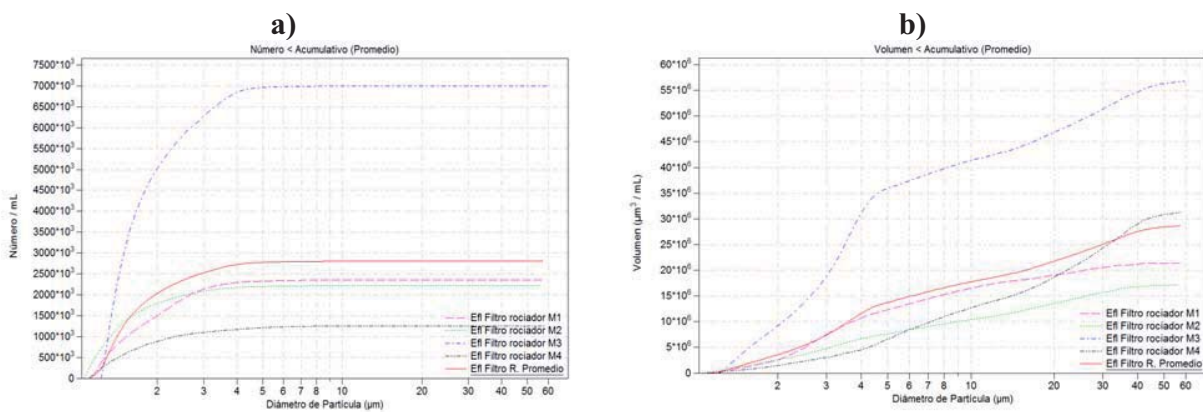 a)
Número < Acumulativo (Promedio)
7500*10³
7000*10³
6500*10³
6000*10³
5500*10³
5000*10³
4500*10³
4000*10³
3500*10³
3000*10³
2500*10³
2000*10³
1500*10³
1000*10³
500*10³
0
Número / mL
2 3 4 5 6 7 8 10 20 30 40 50 60
Diámetro de Partícula (µm)
Efl Filtro rociador M1
Efl Filtro rociador M2
Efl Filtro rociador M3
Efl Filtro rociador M4
Efl Filtro R. Promedio
b)
Volumen < Acumulativo (Promedio)
60*10⁶
55*10⁶
50*10⁶
45*10⁶
40*10⁶
35*10⁶
30*10⁶
25*10⁶
20*10⁶
15*10⁶
10*10⁶
5*10⁶
0
Volumen (µm³ / mL)
2 3 4 5 6 7 8 10 20 30 40 50 60
Diámetro de Partícula (µm)
Efl Filtro rociador M1
Efl Filtro rociador M2
Efl Filtro rociador M3
Efl Filtro rociador M4
Efl Filtro R. Promedio